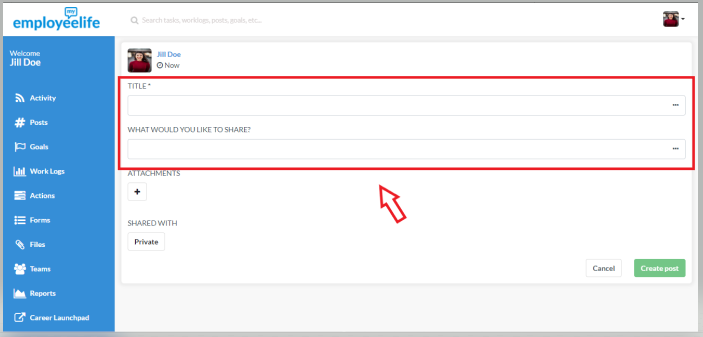 my
employeelife
Search tasks, worklogs, posts, goals, etc...
Welcome
Jill Doe
Activity
Posts
Goals
Work Logs
Actions
Forms
Files
Teams
Reports
Career Launchpad
Jill Doe
Now
TITLE *
WHAT WOULD YOU LIKE TO SHARE?
ATTACHMENTS
+
SHARED WITH
Private
Cancel
Create post